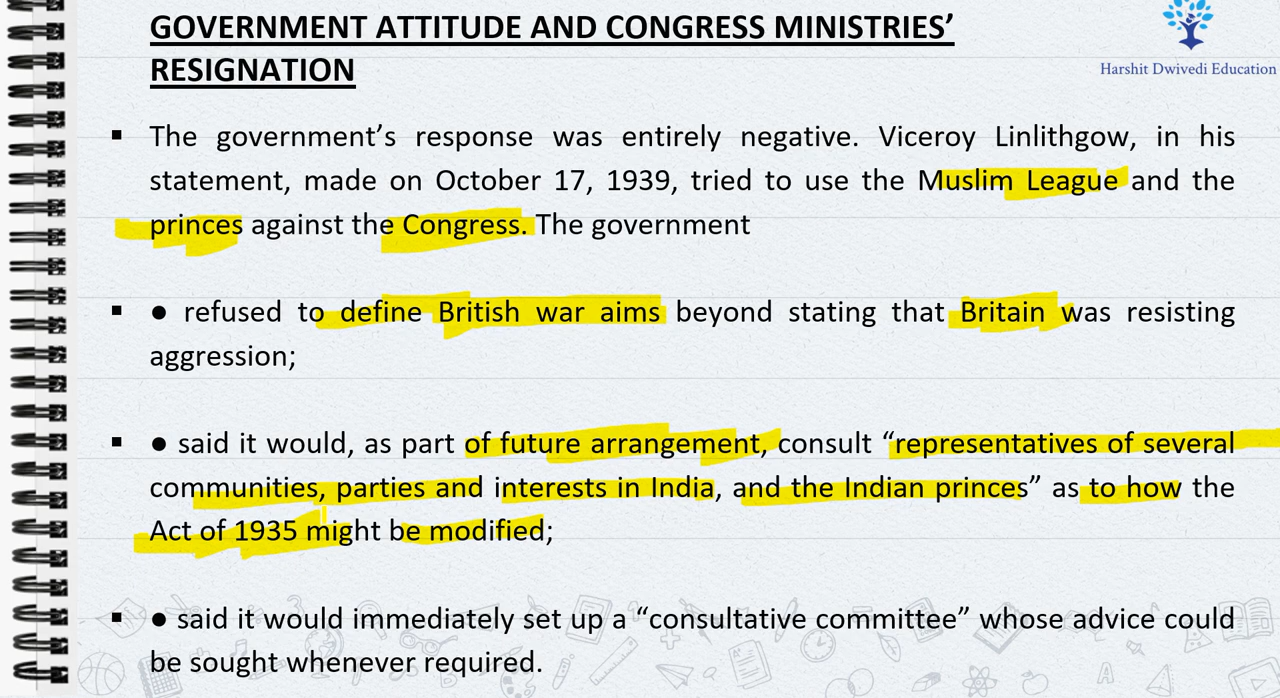 GOVERNMENT ATTITUDE AND CONGRESS MINISTRIES’
RESIGNATION
Harshit Dwivedi Education
▪ The government’s response was entirely negative. Viceroy Linlithgow, in his
statement, made on October 17, 1939, tried to use the Muslim League and the
princes against the Congress. The government
▪ ● refused to define British war aims beyond stating that Britain was resisting
aggression;
▪ ● said it would, as part of future arrangement, consult “representatives of several
communities, parties and interests in India, and the Indian princes” as to how the
Act of 1935 might be modified;
▪ ● said it would immediately set up a “consultative committee” whose advice could
be sought whenever required.